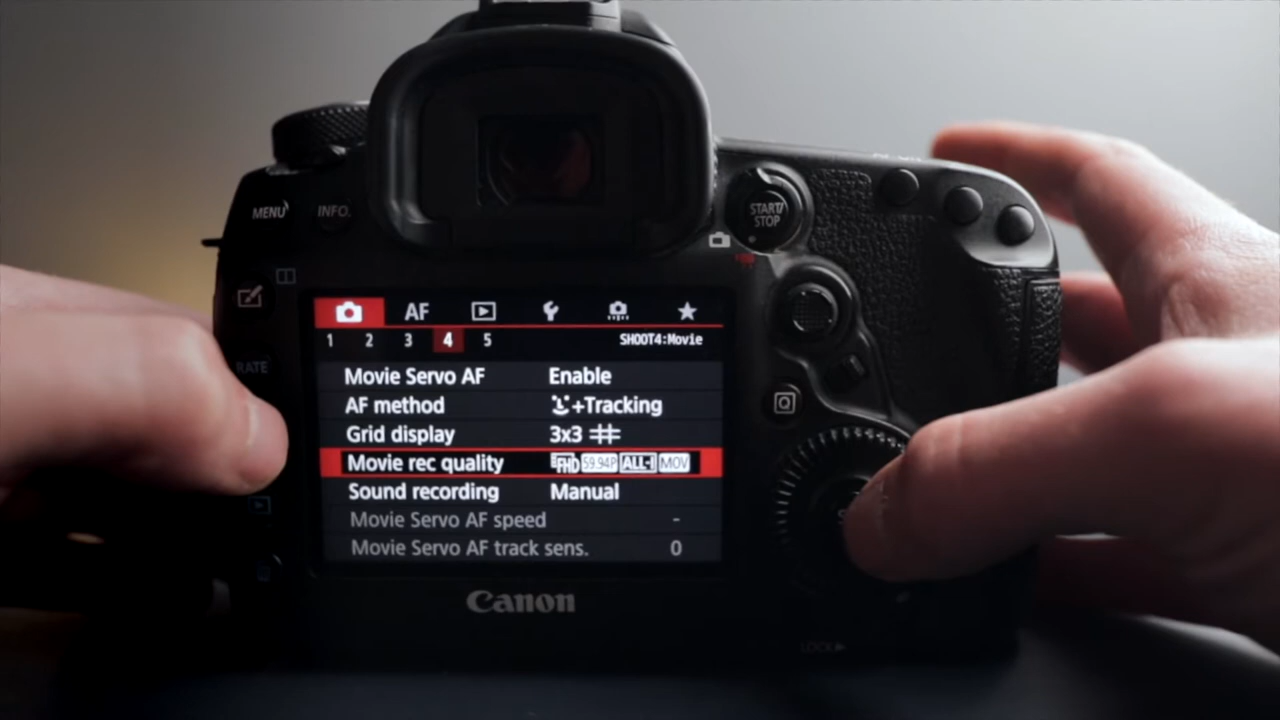 MENU INFO.
START/
STOP
RATE
AF
1 2 3 4 5 SHOOT4:Movie
Movie Servo AF Enable
AF method +Tracking
Grid display 3x3
Movie rec quality FHD 59.94P ALL-I MOV
Sound recording Manual
Movie Servo AF speed -
Movie Servo AF track sens. 0
Q
Canon
LOCK